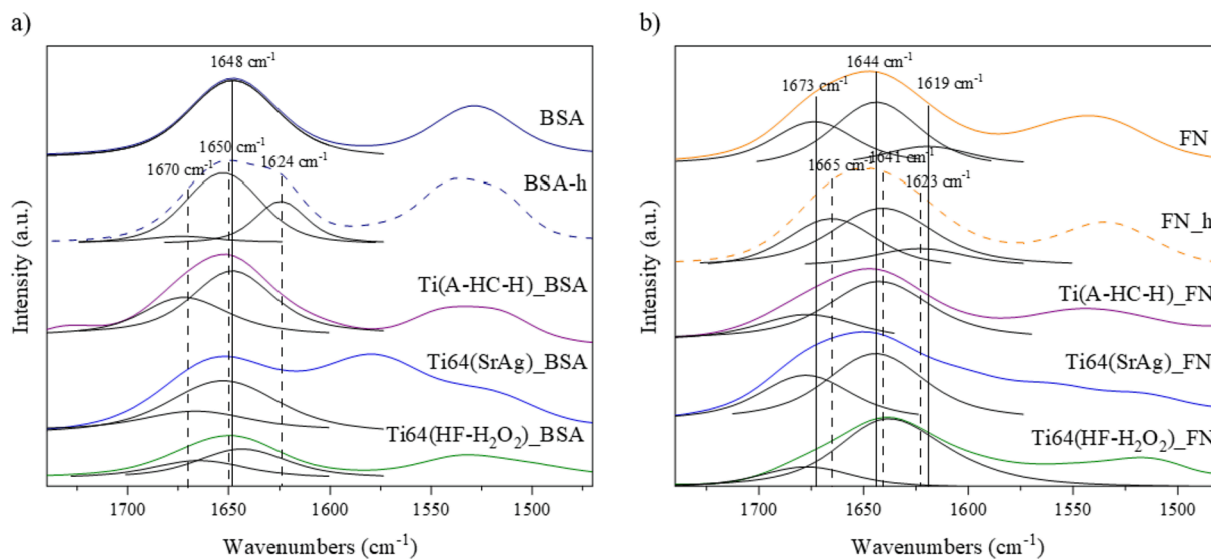 a)
1648 cm⁻¹
BSA
1650 cm⁻¹
1670 cm⁻¹
1624 cm⁻¹
BSA-h
Ti(A-HC-H)_BSA
Ti64(SrAg)_BSA
Ti64(HF-H₂O₂)_BSA
Intensity (a.u.)
1700 1650 1600 1550 1500
Wavenumbers (cm⁻¹)
b)
1644 cm⁻¹
1673 cm⁻¹
1619 cm⁻¹
FN
1641 cm⁻¹
1665 cm⁻¹
1623 cm⁻¹
FN_h
Ti(A-HC-H)_FN
Ti64(SrAg)_FN
Ti64(HF-H₂O₂)_FN
Intensity (a.u.)
1700 1650 1600 1550 1500
Wavenumbers (cm⁻¹)